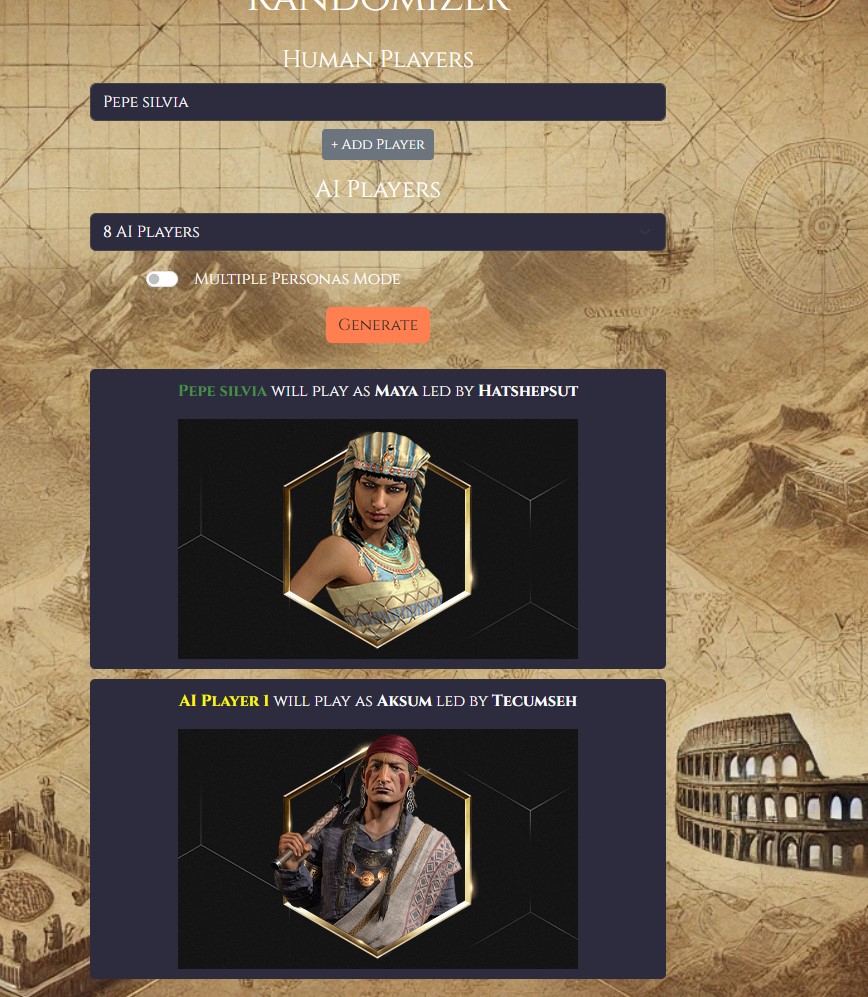 Randomizer
Human Players
Pepe silvia
+ Add Player
AI Players
8 AI Players
Multiple Personas Mode
Generate
Pepe silvia will play as Maya led by Hatshepsut
AI Player 1 will play as Aksum led by Tecumseh